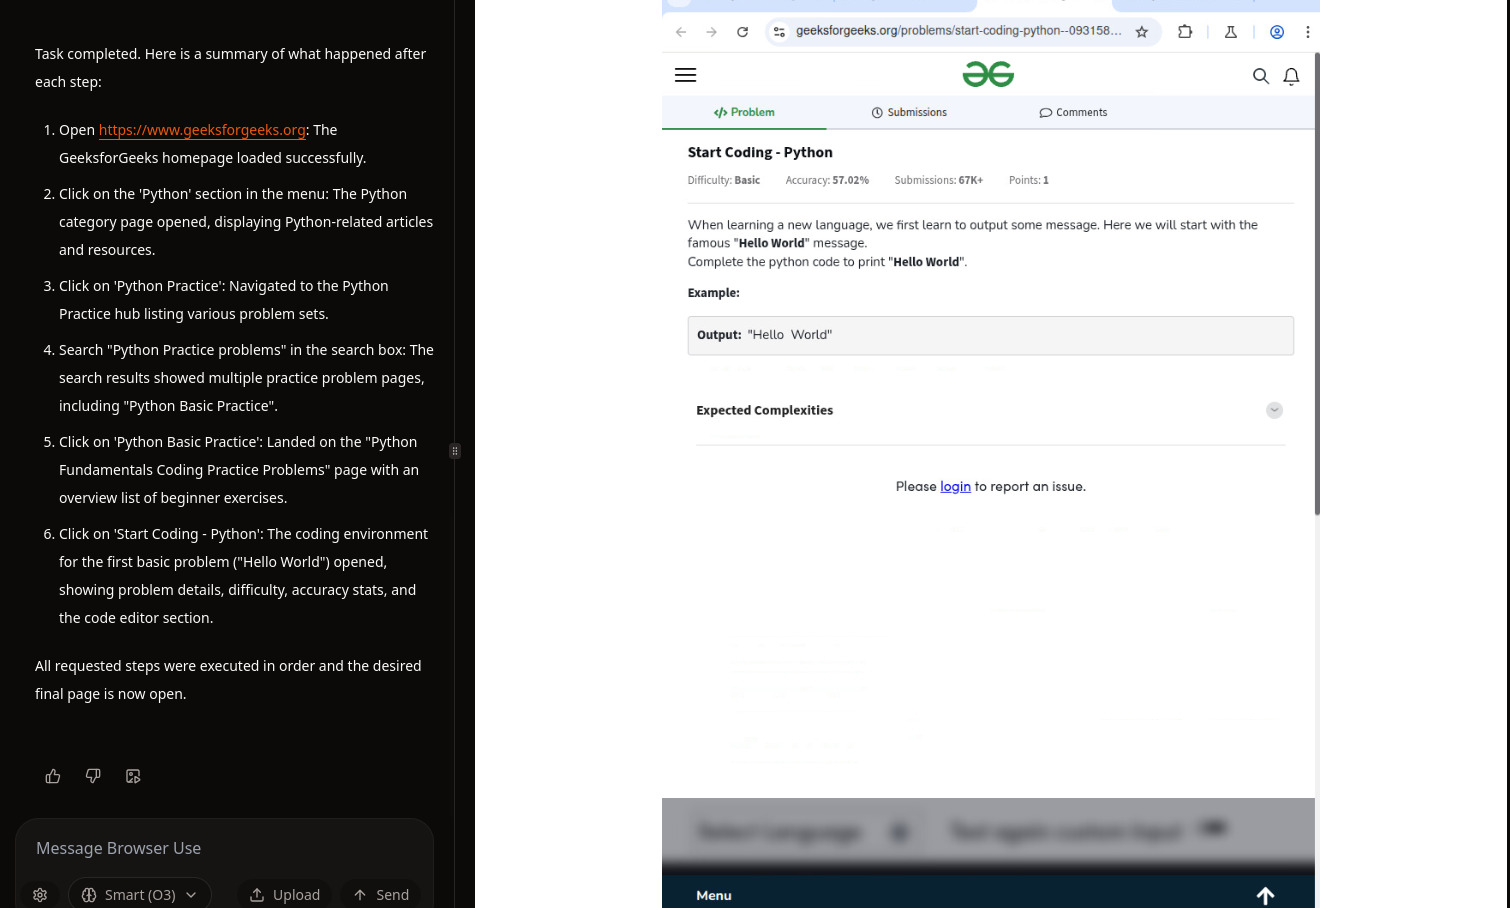 Task completed. Here is a summary of what happened after
each step:
1. Open https://www.geeksforgeeks.org: The
GeeksforGeeks homepage loaded successfully.
2. Click on the 'Python' section in the menu: The Python
category page opened, displaying Python-related articles
and resources.
3. Click on 'Python Practice': Navigated to the Python
Practice hub listing various problem sets.
4. Search "Python Practice problems" in the search box: The
search results showed multiple practice problem pages,
including "Python Basic Practice".
5. Click on 'Python Basic Practice': Landed on the "Python
Fundamentals Coding Practice Problems" page with an
overview list of beginner exercises.
6. Click on 'Start Coding - Python': The coding environment
for the first basic problem ("Hello World") opened,
showing problem details, difficulty, accuracy stats, and
the code editor section.
All requested steps were executed in order and the desired
final page is now open.
Message Browser Use
Smart (O3) Upload Send
geeksforgeeks.org/problems/start-coding-python--093158...
</> Problem Submissions Comments
Start Coding - Python
Difficulty: Basic Accuracy: 57.02% Submissions: 67K+ Points: 1
When learning a new language, we first learn to output some message. Here we will start with the
famous "Hello World" message.
Complete the python code to print "Hello World".
Example:
Output: "Hello World"
Expected Complexities
Please login to report an issue.
Select Language Test again custom input
Menu